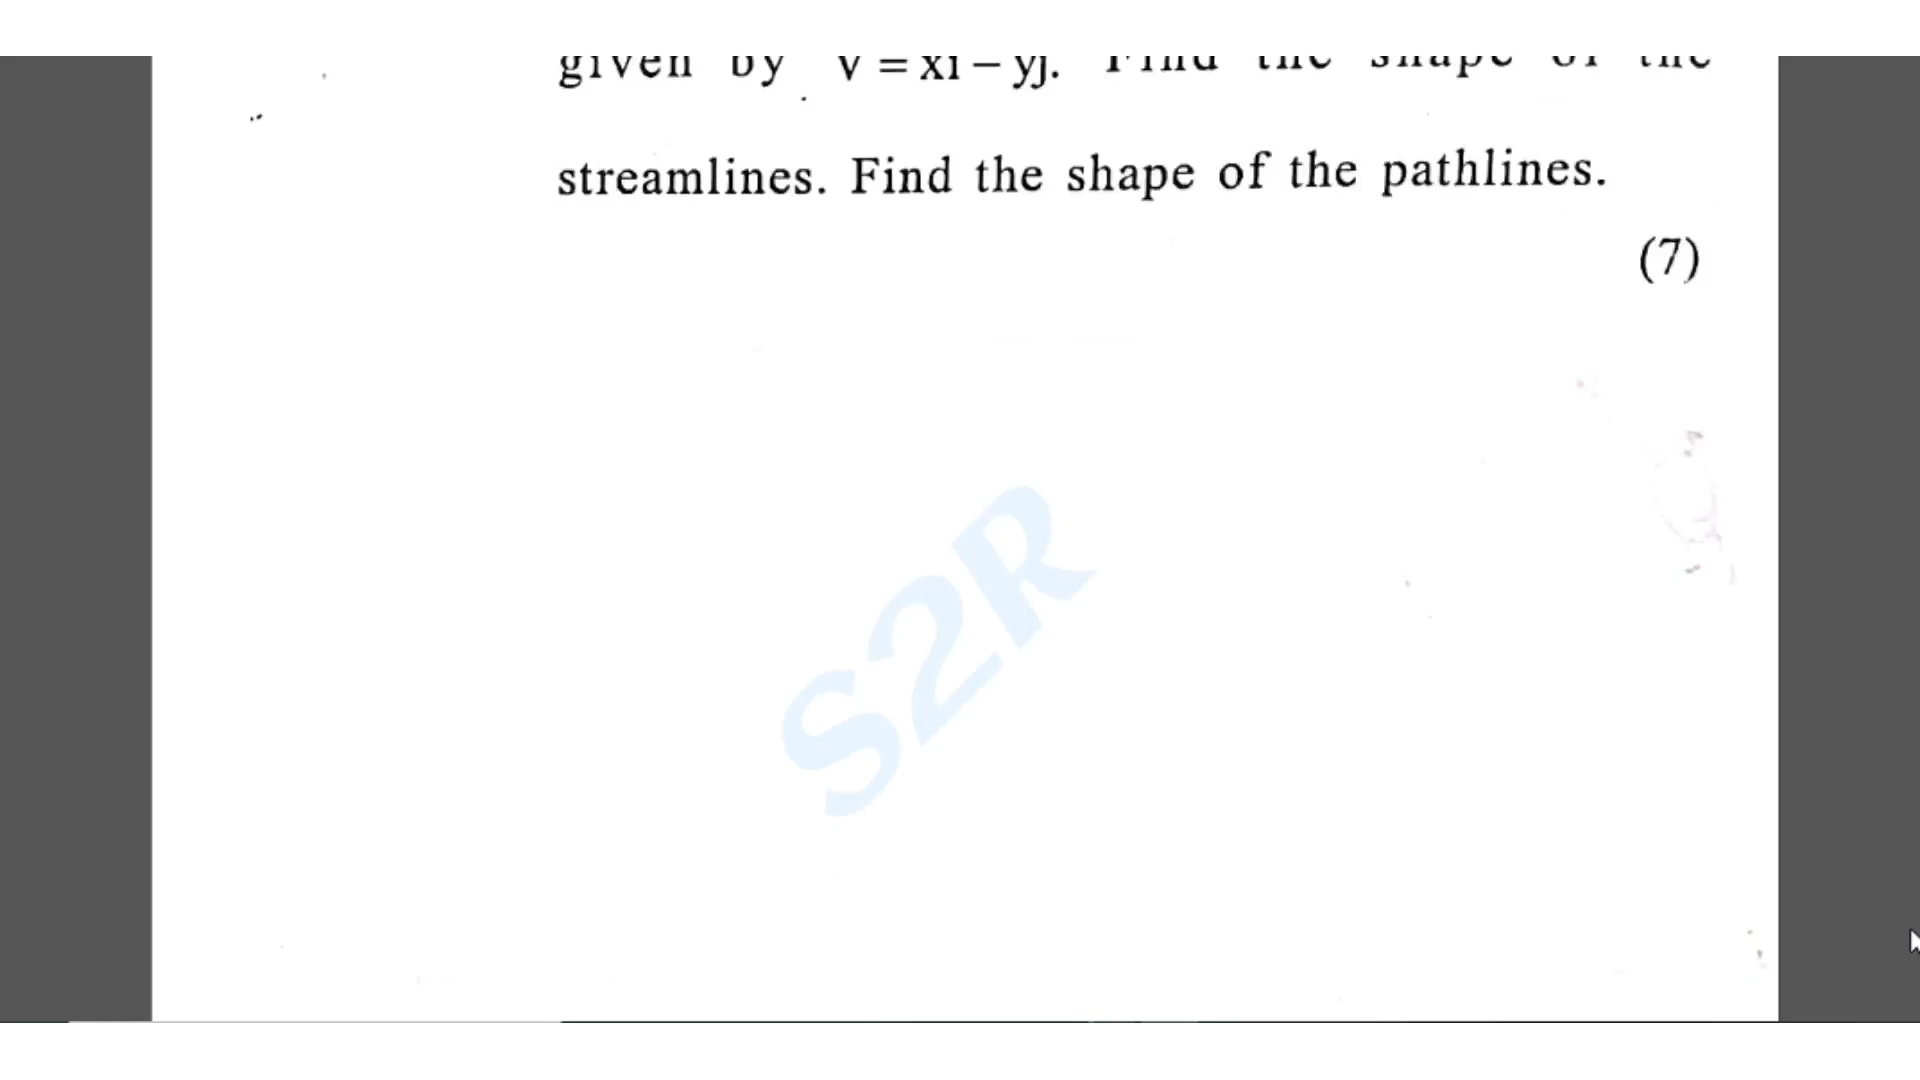 given by v = xi − yj. Find the shape of the
streamlines. Find the shape of the pathlines.
(7)
S2R